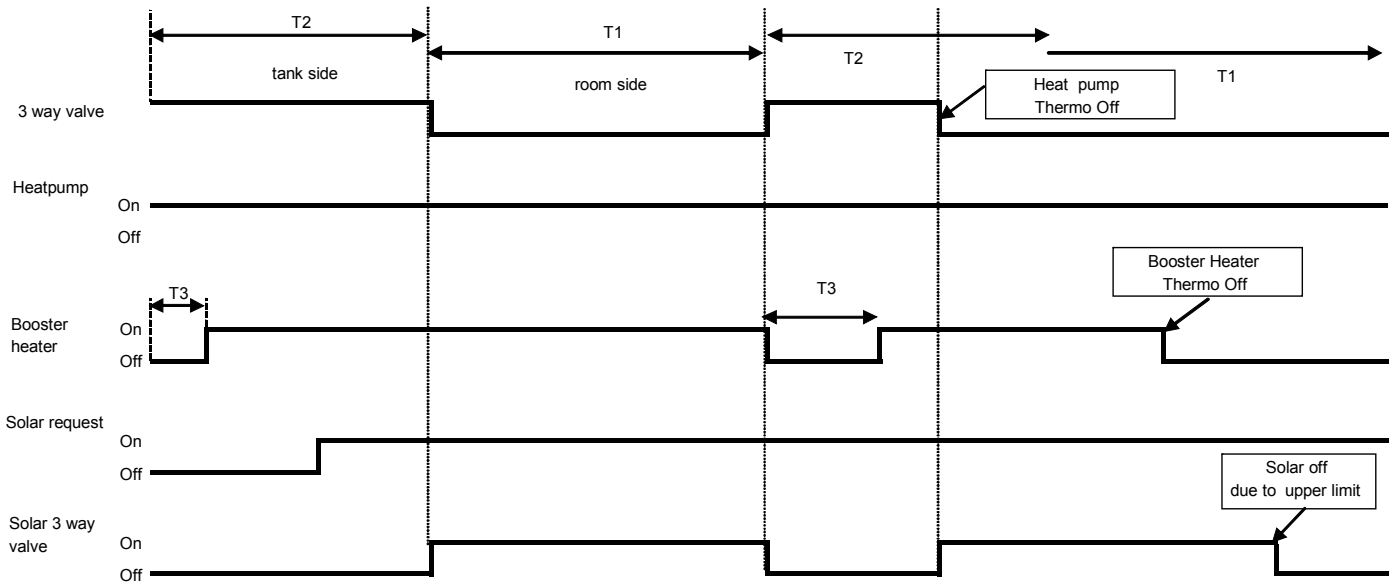 T2
T1
T2
T1
tank side
room side
Heat pump
Thermo Off
3 way valve
Heatpump
On
Off
Booster Heater
Thermo Off
T3
T3
Booster
heater
On
Off
Solar request
On
Off
Solar off
due to upper limit
Solar 3 way
valve
On
Off